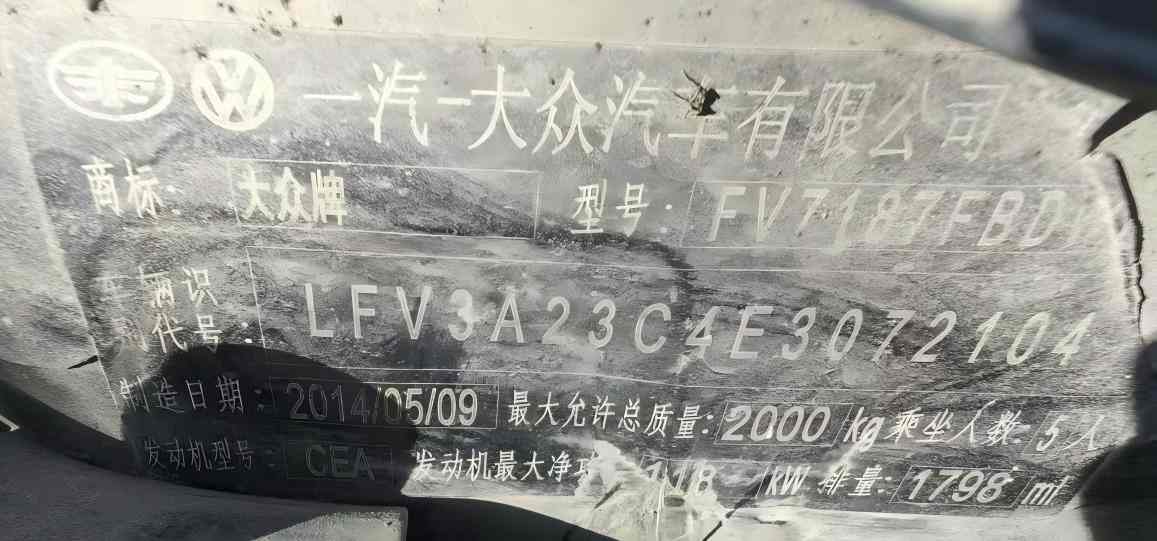 一汽-大众汽车有限公司
商标: 大众牌 型号: FV7187FBD
车辆识 LFV3A23C4E3072104
别代号:
制造日期: 2014/05/09 最大允许总质量: 2000 kg 乘坐人数: 5人
发动机型号: CEA 发动机最大净功 118 kW 排量: 1798 ml